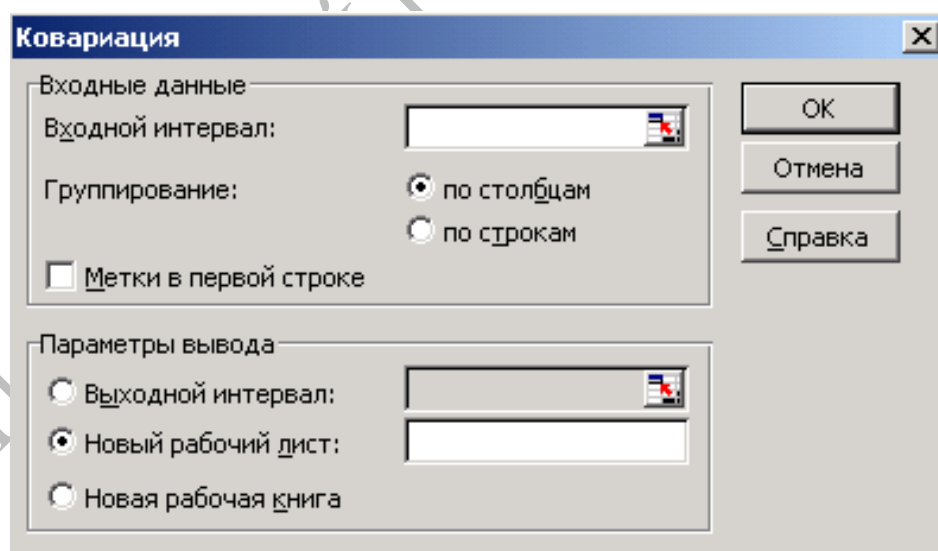 Ковариация
Входные данные
Входной интервал:
Группирование:
по столбцам
по строкам
Метки в первой строке
Параметры вывода
Выходной интервал:
Новый рабочий лист:
Новая рабочая книга
OK
Отмена
Справка